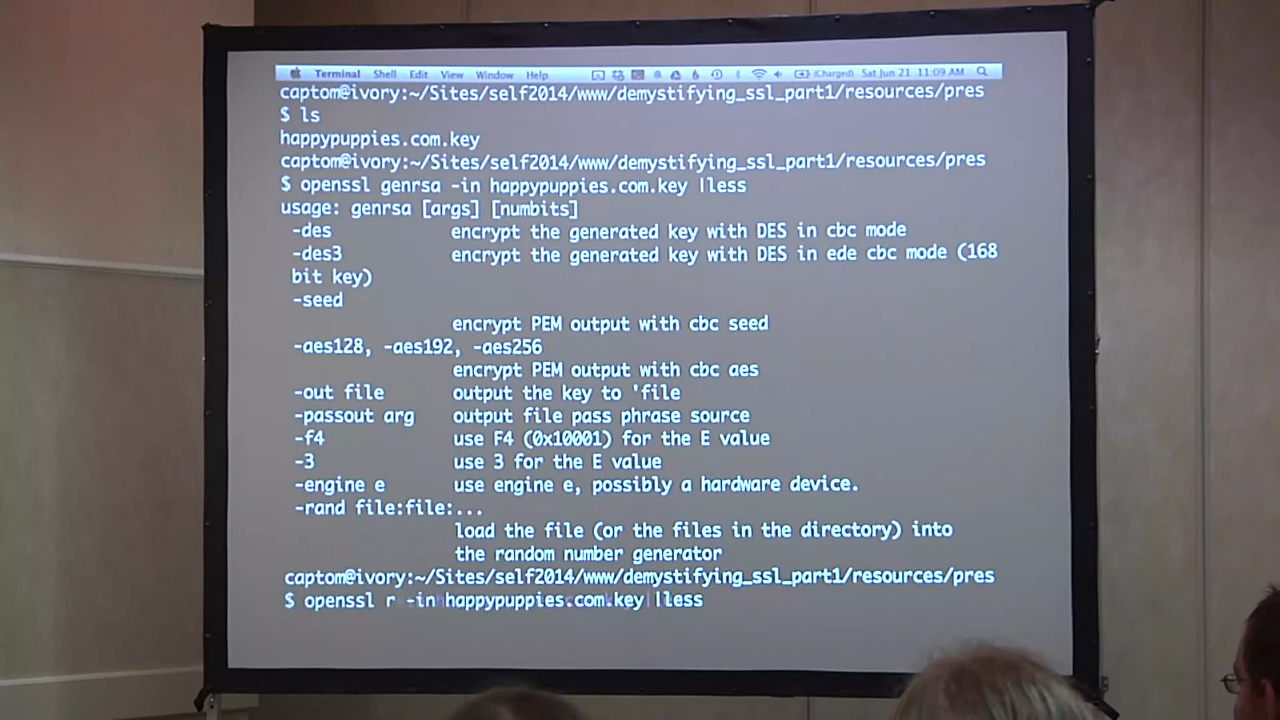 Terminal Shell Edit View Window Help (Charged) Sat Jun 21 11:09 AM
captom@ivory:~/Sites/self2014/www/demystifying_ssl_part1/resources/pres
$ ls
happypuppies.com.key
captom@ivory:~/Sites/self2014/www/demystifying_ssl_part1/resources/pres
$ openssl genrsa -in happypuppies.com.key |less
usage: genrsa [args] [numbits]
-des encrypt the generated key with DES in cbc mode
-des3 encrypt the generated key with DES in ede cbc mode (168
bit key)
-seed
encrypt PEM output with cbc seed
-aes128, -aes192, -aes256
encrypt PEM output with cbc aes
-out file output the key to 'file
-passout arg output file pass phrase source
-f4 use F4 (0x10001) for the E value
-3 use 3 for the E value
-engine e use engine e, possibly a hardware device.
-rand file:file:...
load the file (or the files in the directory) into
the random number generator
captom@ivory:~/Sites/self2014/www/demystifying_ssl_part1/resources/pres
$ openssl r -in happypuppies.com.key |less